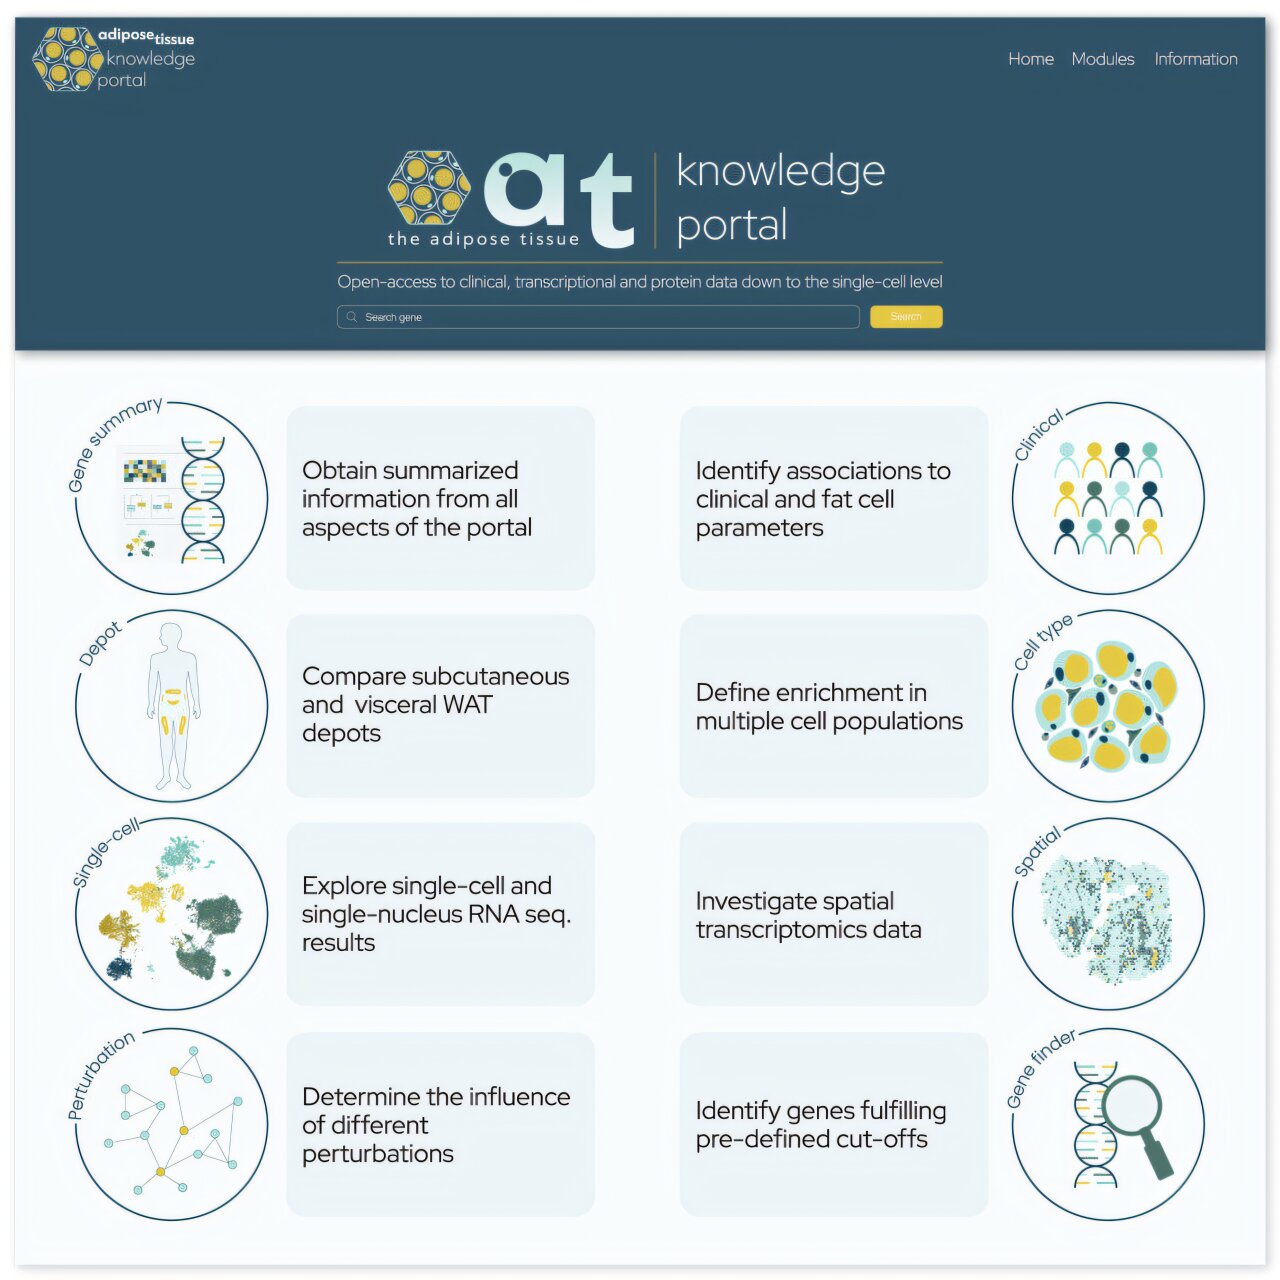 adipose tissue
knowledge
portal
Home Modules Information
at
the adipose tissue
knowledge
portal
Open-access to clinical, transcriptional and protein data down to the single-cell level
Search gene
Search
Gene summary
Obtain summarized
information from all
aspects of the portal
Identify associations to
clinical and fat cell
parameters
Clinical
Depot
Compare subcutaneous
and visceral WAT
depots
Define enrichment in
multiple cell populations
Cell type
Single-cell
Explore single-cell and
single-nucleus RNA seq.
results
Investigate spatial
transcriptomics data
Spatial
Perturbation
Determine the influence
of different
perturbations
Identify genes fulfilling
pre-defined cut-offs
Gene finder